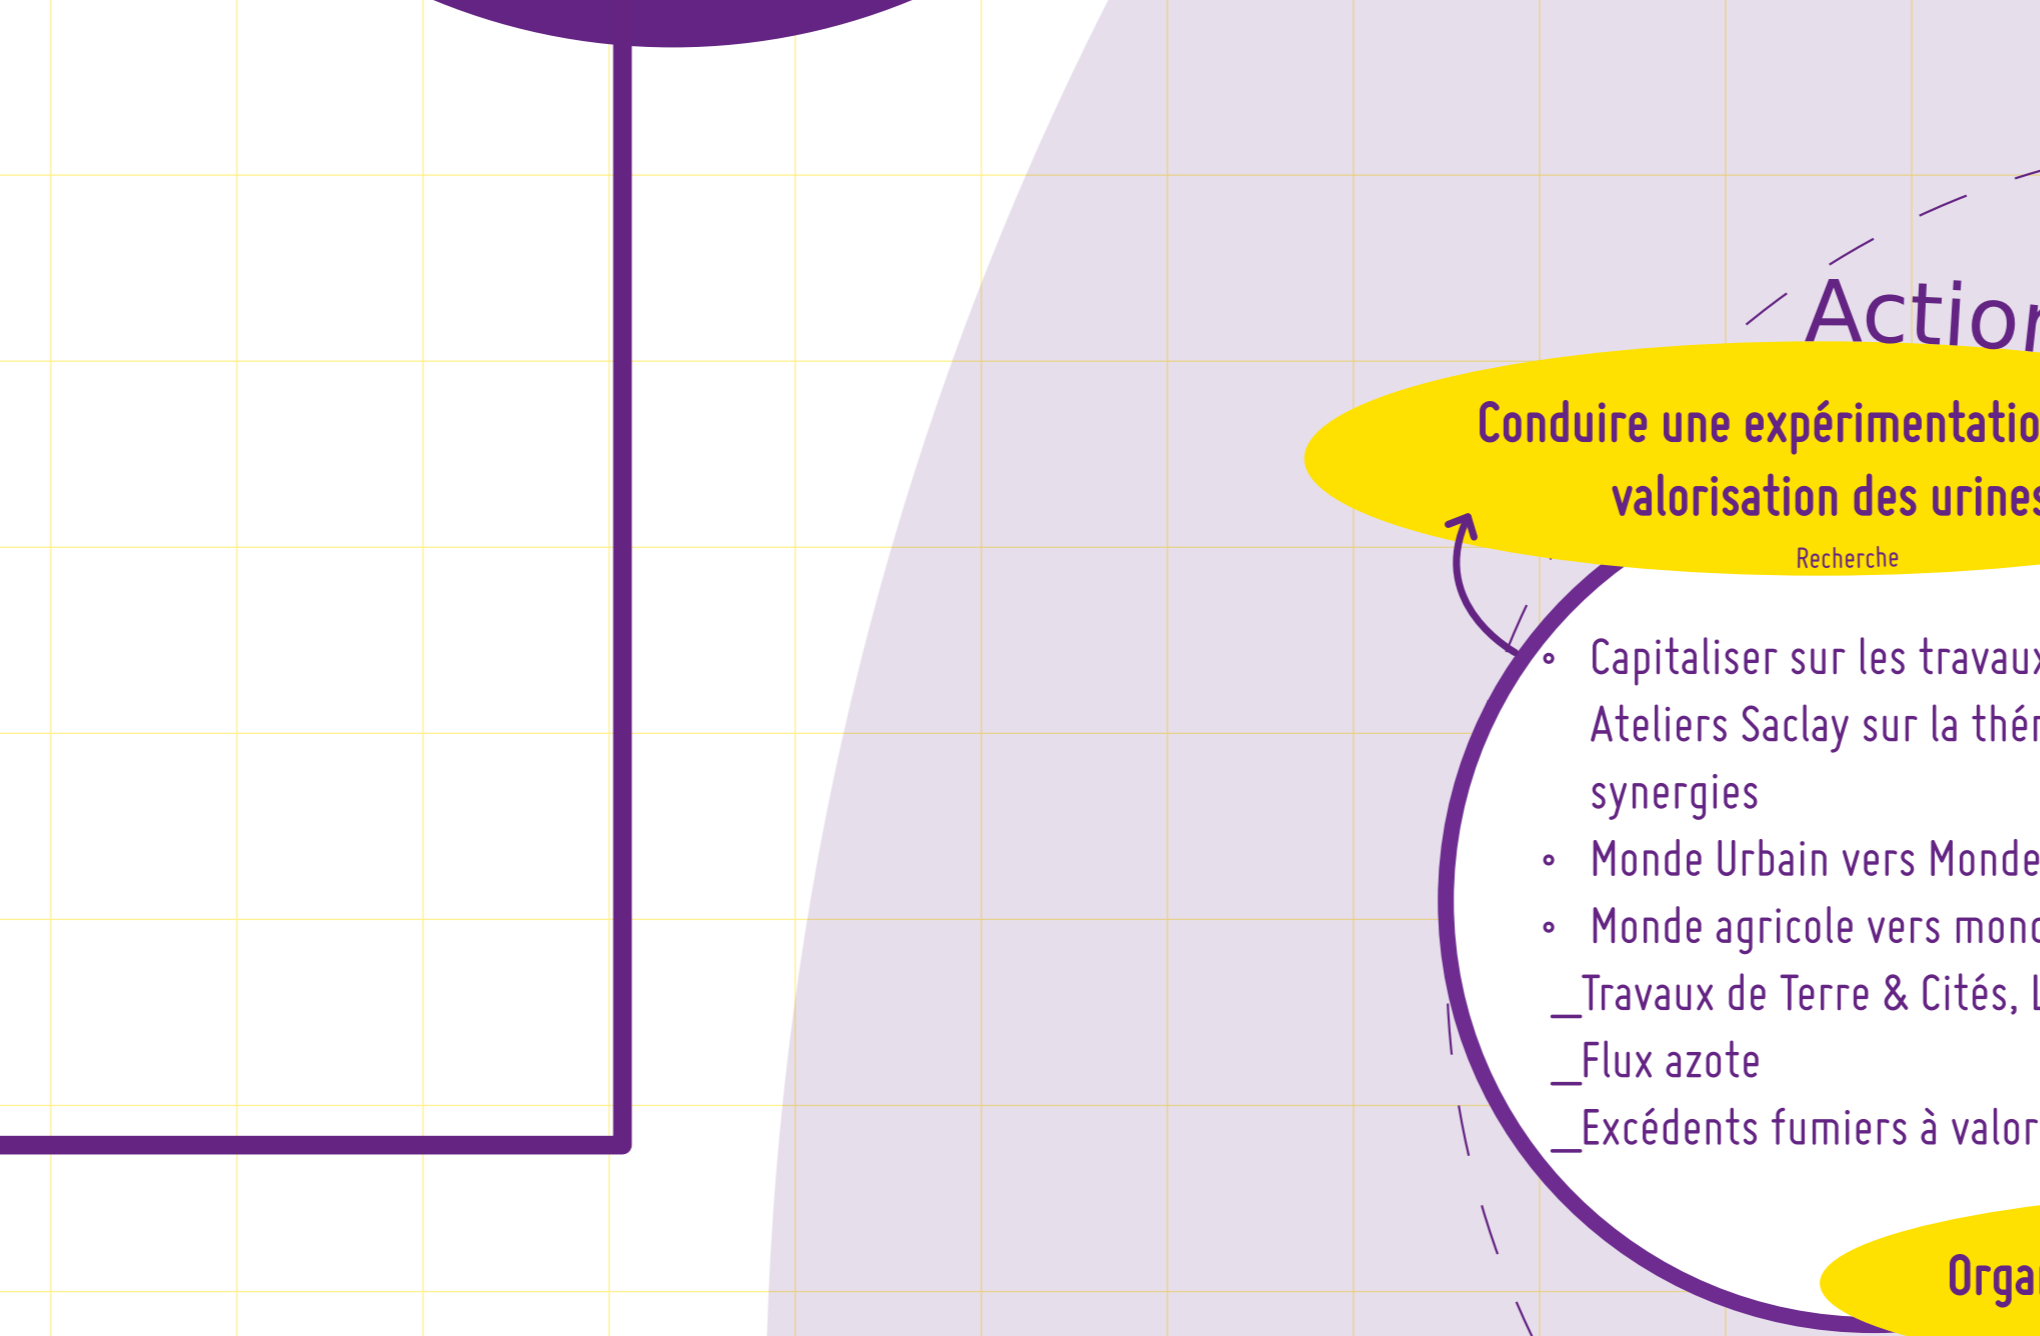 Action
Conduire une expérimentatio
valorisation des urines
Recherche
° Capitaliser sur les travaux
Ateliers Saclay sur la thé
synergies
° Monde Urbain vers Monde
° Monde agricole vers mon
_Travaux de Terre & Cités, L
_Flux azote
_Excédents fumiers à valor
Orga